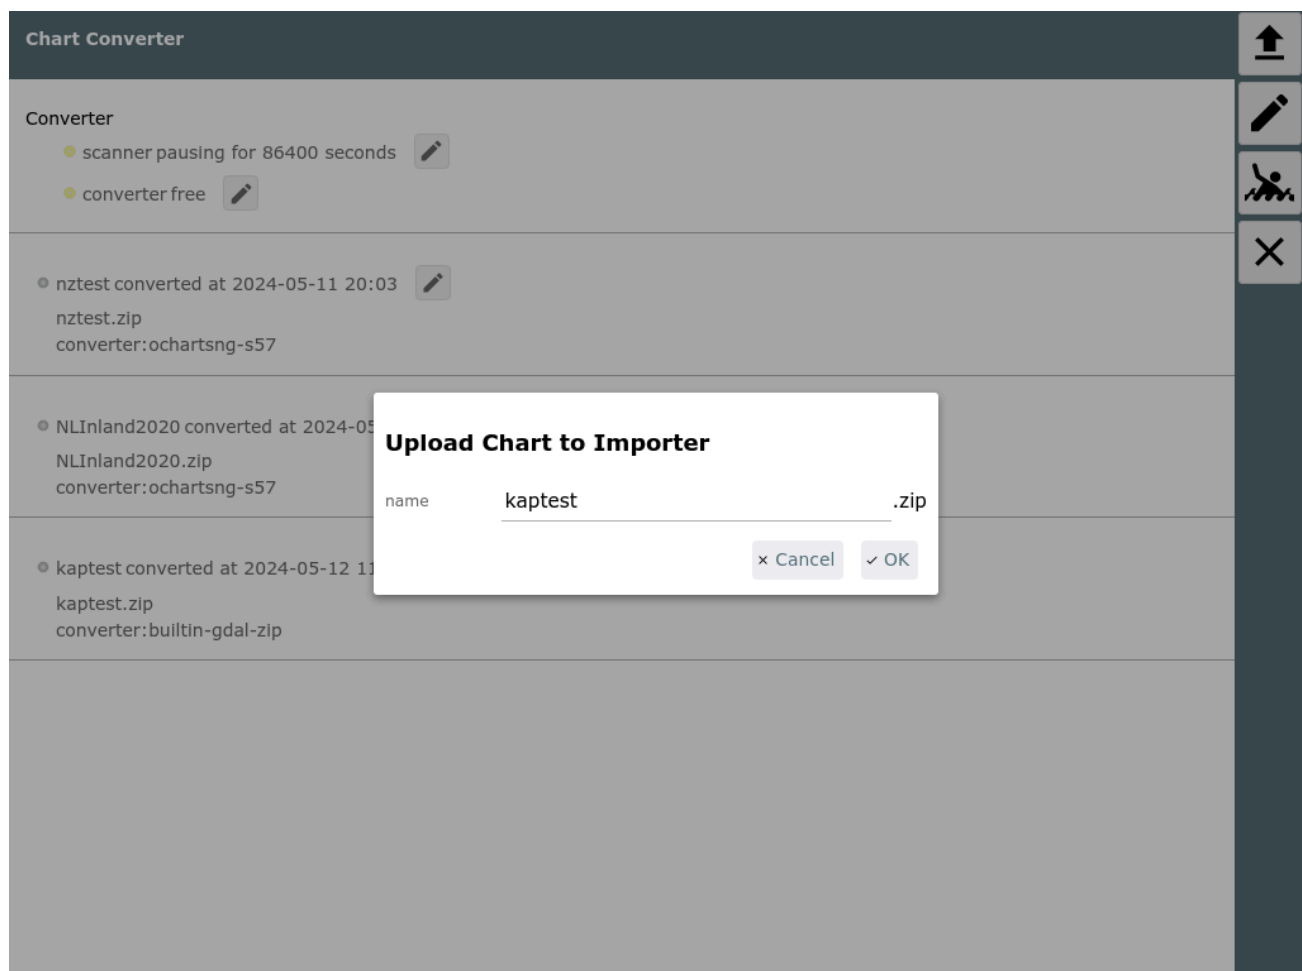 Chart Converter
Converter
scanner pausing for 86400 seconds
converter free
nztest converted at 2024-05-11 20:03
nztest.zip
converter:ochartsng-s57
NLInland2020 converted at 2024-05
NLInland2020.zip
converter:ochartsng-s57
kaptest converted at 2024-05-12 11
kaptest.zip
converter:builtin-gdal-zip
Upload Chart to Importer
name kaptest .zip
× Cancel ✓ OK